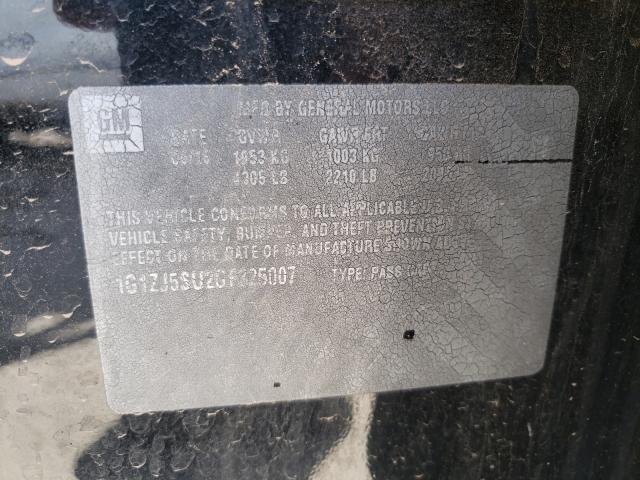 GM
MFD BY GENERAL MOTORS LLC
DATE GVWR GAWR FRT
1953 KG 1003 KG
4305 LB 2210 LB
THIS VEHICLE CONFORMS TO ALL APPLICABLE U.S.
VEHICLE SAFETY, BUMPER, AND THEFT PREVENTION
EFFECT ON THE DATE OF MANUFACTURE SHOWN ABOVE
1G1ZJ5SU2GF325007 TYPE: PASS CAR